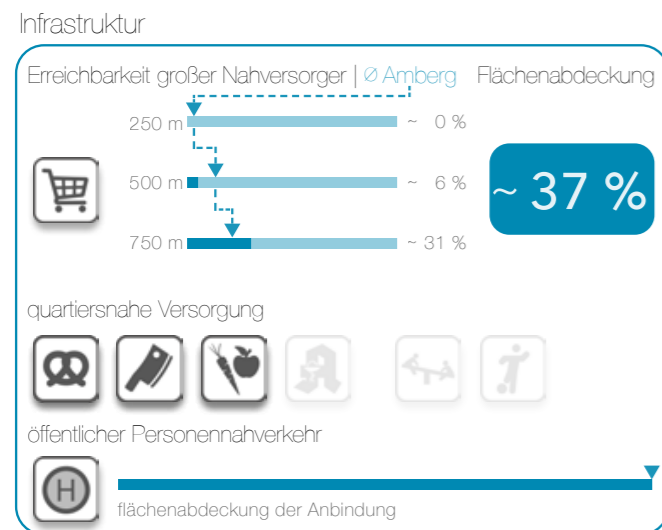 Infrastruktur
Erreichbarkeit großer Nahversorger | Ø Amberg Flächenabdeckung
250 m ~ 0 %
500 m ~ 6 %
~ 37 %
750 m ~ 31 %
quartiersnahe Versorgung
öffentlicher Personennahverkehr
H
flächenabdeckung der Anbindung